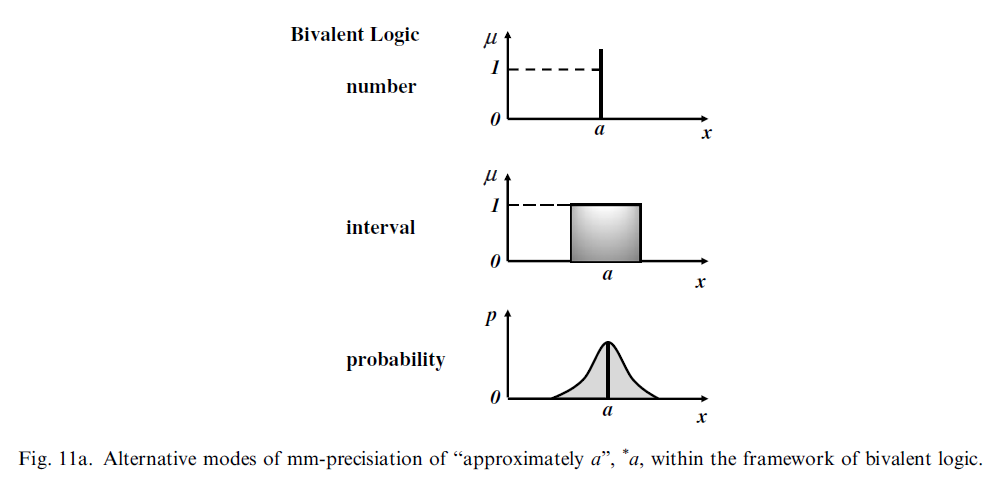 Bivalent Logic
μ
1
number
0
a
x
μ
1
interval
0
a
x
p
probability
0
a
x
Fig. 11a. Alternative modes of mm-precisiation of “approximately a”, *a, within the framework of bivalent logic.